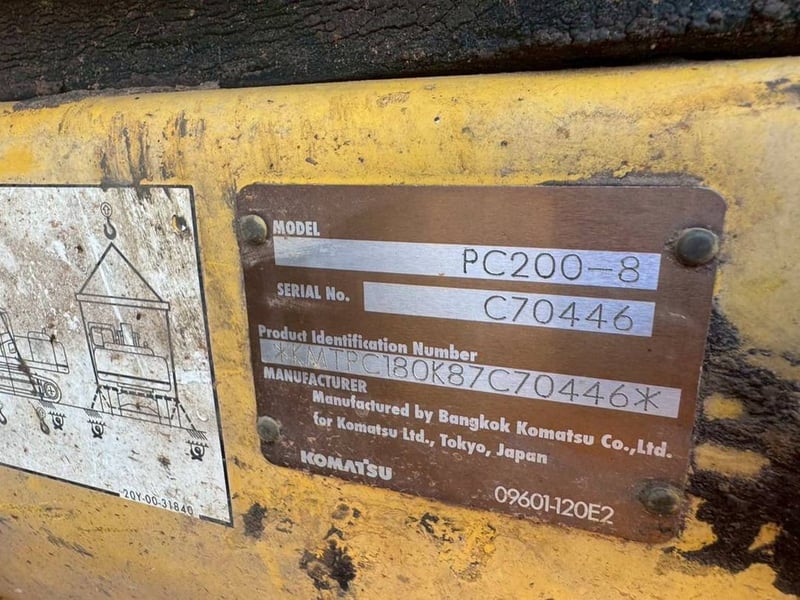 MODEL
PC200-8
SERIAL No.
C70446
Product Identification Number
*KMTPC180K87C70446*
MANUFACTURER
Manufactured by Bangkok Komatsu Co.,Ltd.
for Komatsu Ltd., Tokyo, Japan
KOMATSU
09601-120E2
20Y-00-31840